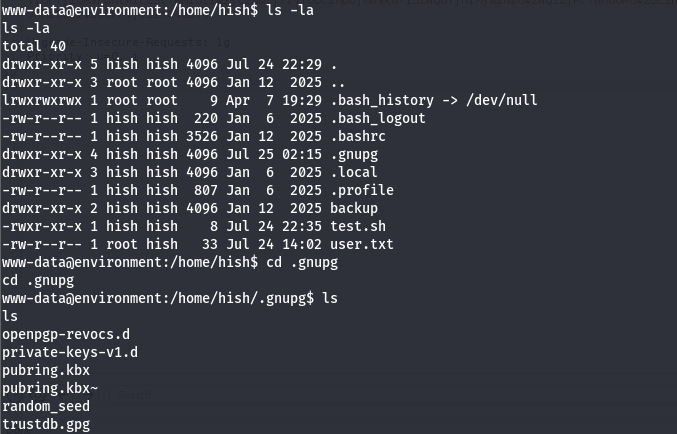 www-data@environment:/home/hish$ ls -la
ls -la
total 40
drwxr-xr-x 5 hish hish 4096 Jul 24 22:29 .
drwxr-xr-x 3 root root 4096 Jan 12  2025 ..
lrwxrwxrwx 1 root root    9 Apr  7 19:29 .bash_history -> /dev/null
-rw-r--r-- 1 hish hish  220 Jan  6  2025 .bash_logout
-rw-r--r-- 1 hish hish 3526 Jan 12  2025 .bashrc
drwxr-xr-x 4 hish hish 4096 Jul 25 02:15 .gnupg
drwxr-xr-x 3 hish hish 4096 Jan  6  2025 .local
-rw-r--r-- 1 hish hish  807 Jan  6  2025 .profile
drwxr-xr-x 2 hish hish 4096 Jan 12  2025 backup
-rwxr-xr-x 1 hish hish    8 Jul 24 22:35 test.sh
-rw-r--r-- 1 root hish   33 Jul 24 14:02 user.txt
www-data@environment:/home/hish$ cd .gnupg
cd .gnupg
www-data@environment:/home/hish/.gnupg$ ls
ls
openpgp-revocs.d
private-keys-v1.d
pubring.kbx
pubring.kbx~
random_seed
trustdb.gpg